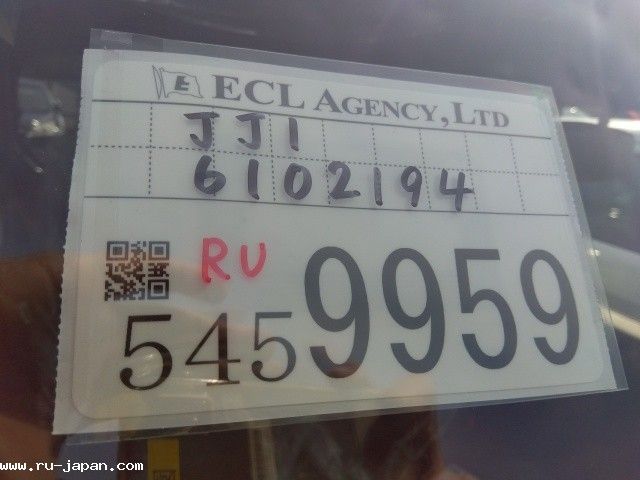 E ECL AGENCY, LTD
JJ1
6102194
RU
5459959
www.ru-japan.com